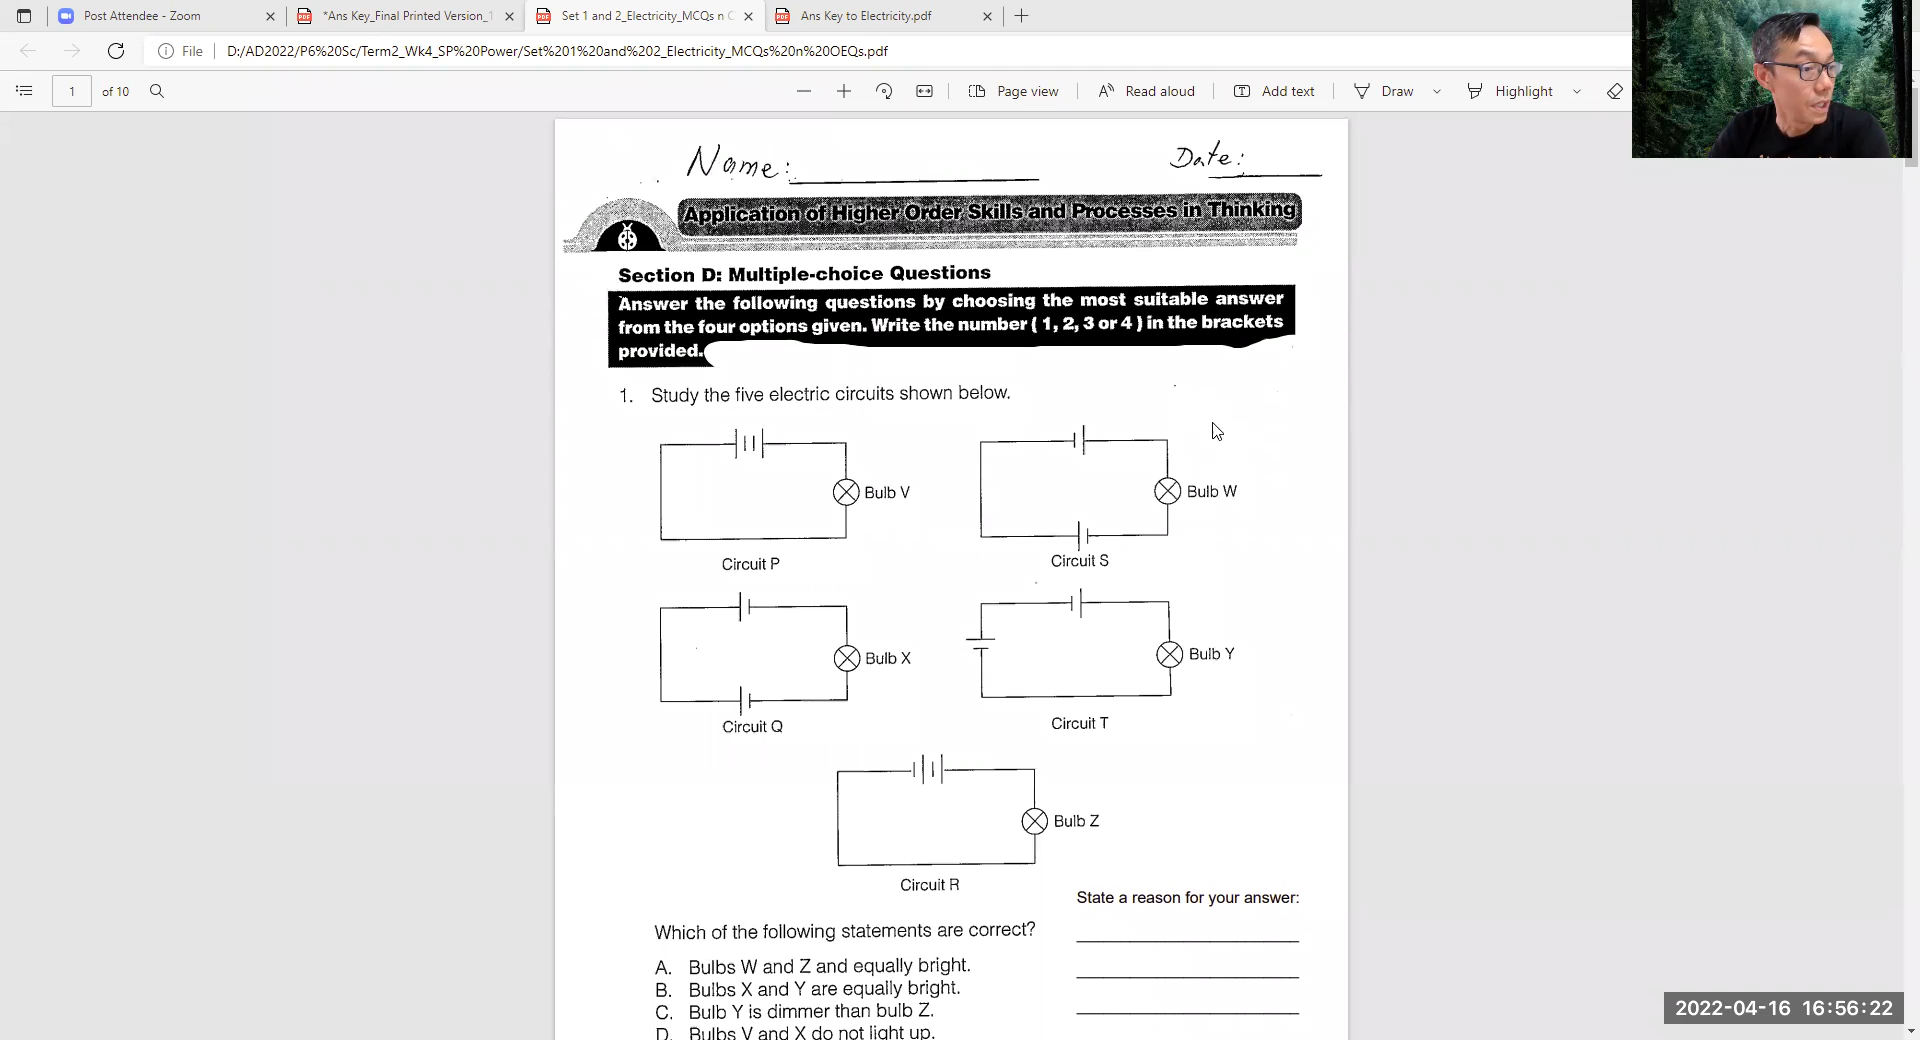 Post Attendee - Zoom
*Ans Key_Final Printed Version_1
Set 1 and 2_Electricity_MCQs n
Ans Key to Electricity.pdf
File
D:/AD2022/P6%20Sc/Term2_Wk4_SP%20Power/Set%201%20and%202_Electricity_MCQs%20n%20OEQs.pdf
1 of 10
Page view
Read aloud
Add text
Draw
Highlight
Name:
Date:
Application of Higher Order Skills and Processes in Thinking
Section D: Multiple-choice Questions
Answer the following questions by choosing the most suitable answer
from the four options given. Write the number ( 1, 2, 3 or 4 ) in the brackets
provided.
1. Study the five electric circuits shown below.
Bulb V
Bulb W
Circuit P
Circuit S
Bulb X
Bulb Y
Circuit Q
Circuit T
Bulb Z
Circuit R
State a reason for your answer:
Which of the following statements are correct?
A. Bulbs W and Z and equally bright.
B. Bulbs X and Y are equally bright.
C. Bulb Y is dimmer than bulb Z.
D. Bulbs V and X do not light up.
2022-04-16 16:56:22